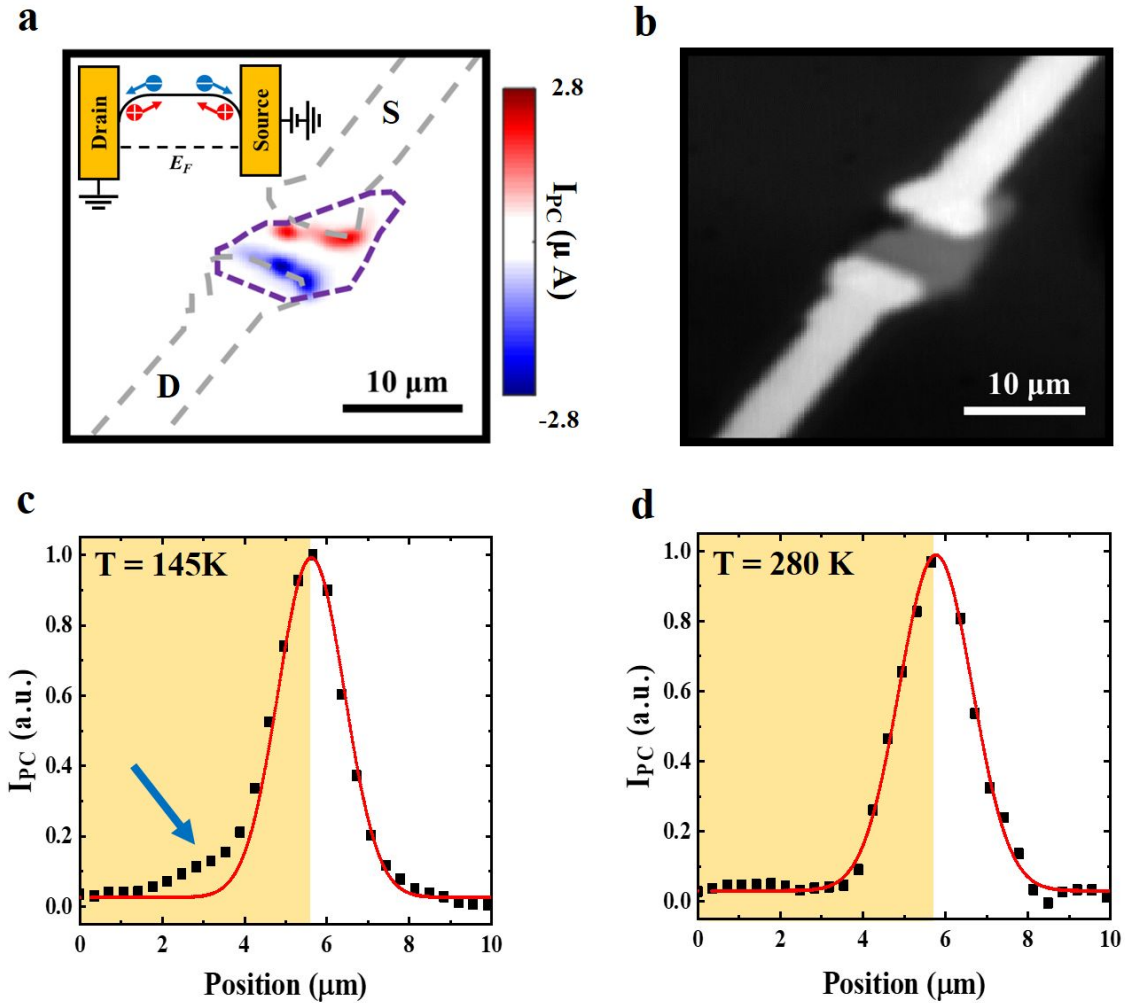 a
Drain
Source
E_F
S
D
10 μm
2.8
I_PC (μ A)
-2.8
b
10 μm
c
T = 145K
I_PC (a.u.)
1.0
0.8
0.6
0.4
0.2
0.0
0 2 4 6 8 10
Position (μm)
d
T = 280 K
I_PC (a.u.)
1.0
0.8
0.6
0.4
0.2
0.0
0 2 4 6 8 10
Position (μm)